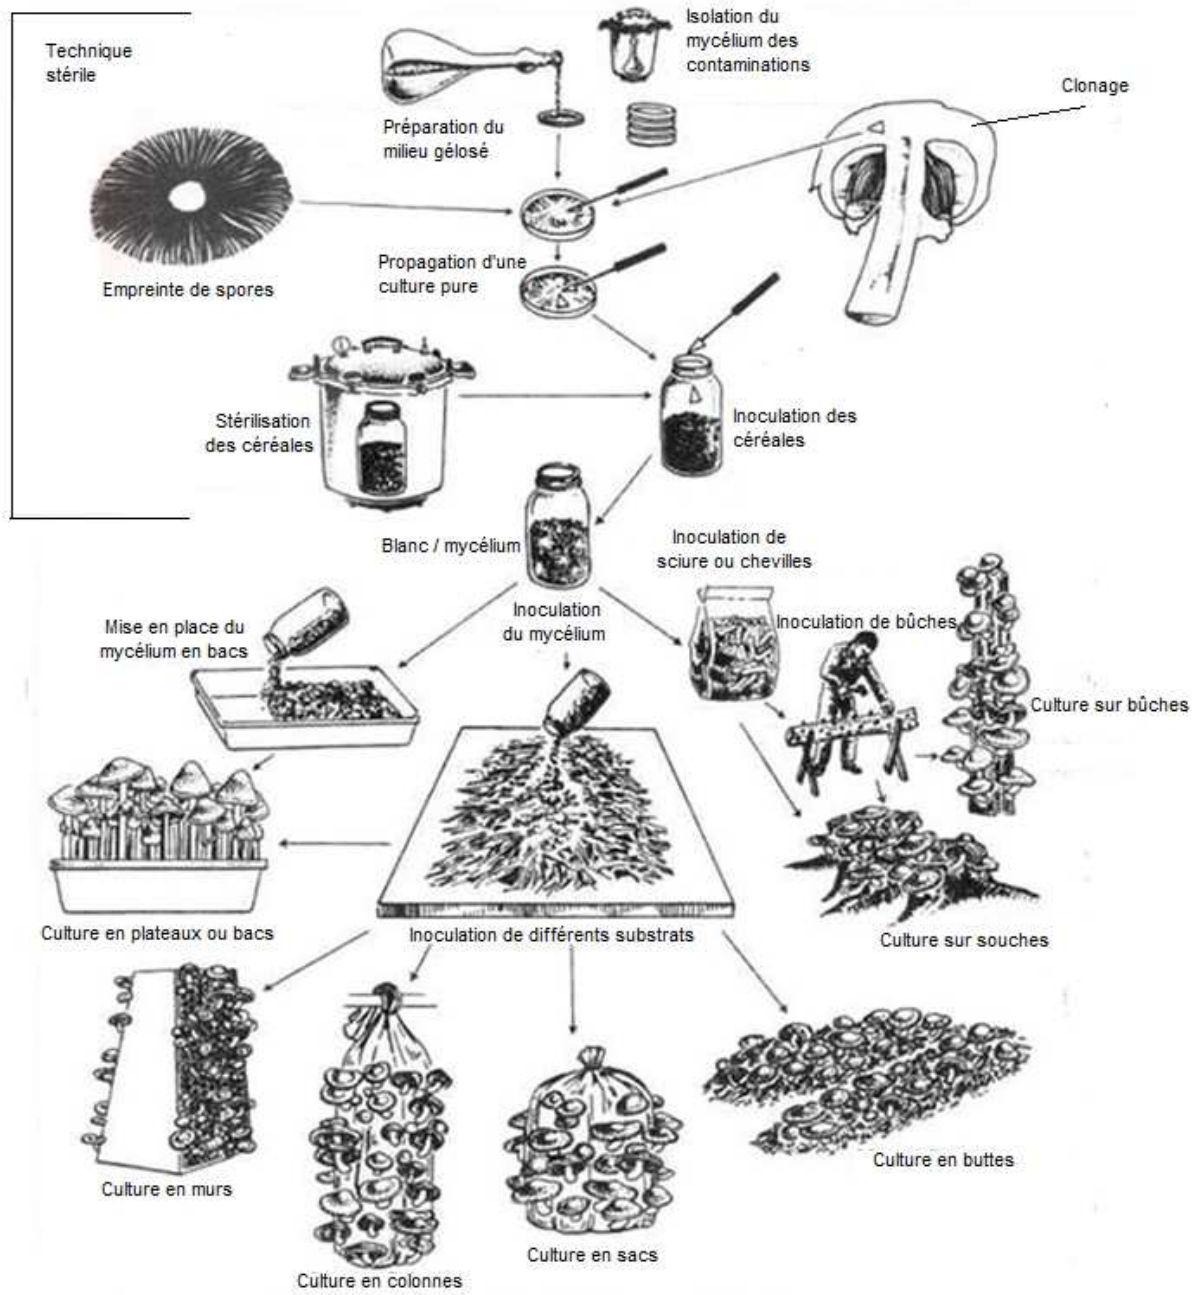 Technique
stérile
Isolation du
mycélium des
contaminations
Clonage
Préparation du
milieu gélosé
Empreinte de spores
Propagation d'une
culture pure
Stérilisation
des céréales
Inoculation des
céréales
Blanc / mycélium
Inoculation de
sciure ou chevilles
Inoculation
du mycélium
Mise en place du
mycélium en bacs
Inoculation de bûches
Culture sur bûches
Culture en plateaux ou bacs
Inoculation de différents substrats
Culture sur souches
Culture en murs
Culture en colonnes
Culture en sacs
Culture en buttes